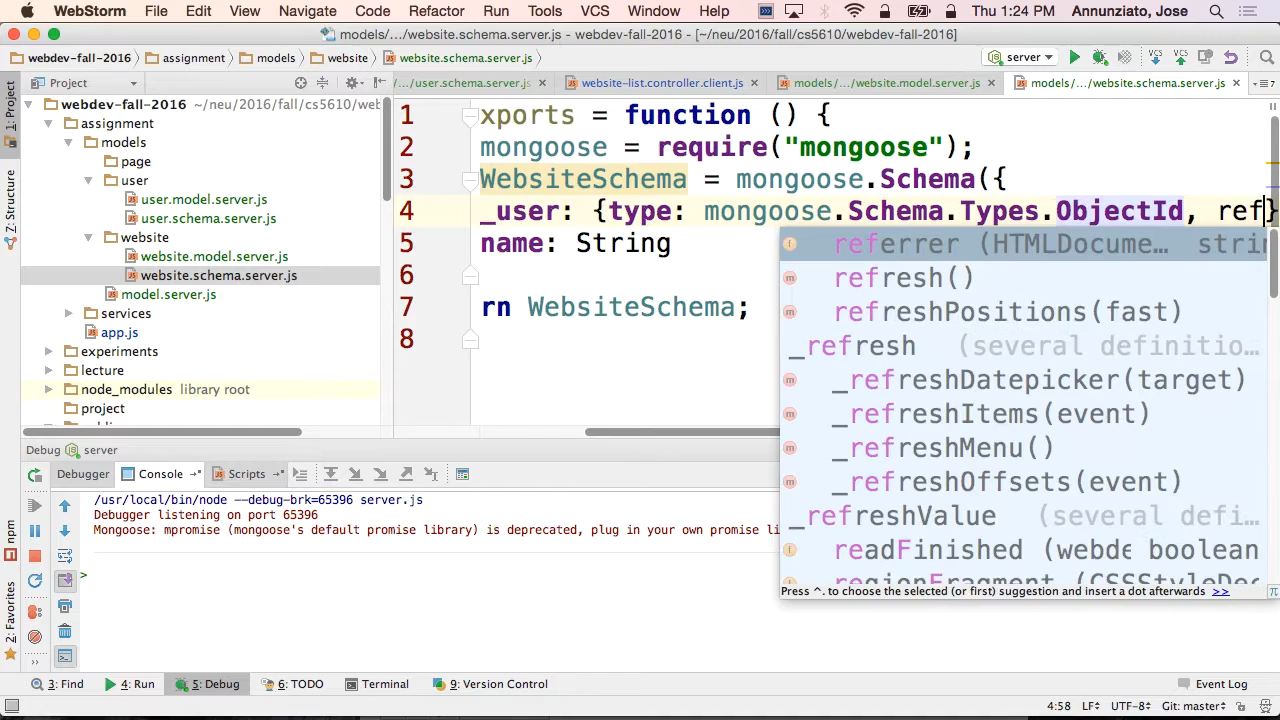 WebStorm File Edit View Navigate Code Refactor Run Tools VCS Window Help Thu 1:24 PM Annunziato, Jose
models/.../website.schema.server.js - webdev-fall-2016 - [~/neu/2016/fall/cs5610/webdev-fall-2016]
webdev-fall-2016 assignment models website website.schema.server.js server VCS VCS
Project .../user.schema.server.js website-list.controller.client.js models/.../website.model.server.js models/.../website.schema.server.js
1: Project
Z: Structure
npm
2: Favorites
webdev-fall-2016 ~/neu/2016/fall/cs5610/web
assignment
models
page
user
user.model.server.js
user.schema.server.js
website
website.model.server.js
website.schema.server.js
model.server.js
services
app.js
experiments
lecture
node_modules library root
project
1 xports = function () {
2 mongoose = require("mongoose");
3 WebsiteSchema = mongoose.Schema({
4 _user: {type: mongoose.Schema.Types.ObjectId, ref}
5 name: String
6
7 rn WebsiteSchema;
8
referrer (HTMLDocume... strin
refresh()
refreshPositions(fast)
_refresh (several definitio...
_refreshDatepicker(target)
_refreshItems(event)
_refreshMenu()
_refreshOffsets(event)
_refreshValue (several defi...
readFinished (webde boolean
regionFragment (CSSStyleDec
Press ^. to choose the selected (or first) suggestion and insert a dot afterwards >>
Debug server
Debugger Console Scripts
/usr/local/bin/node --debug-brk=65396 server.js
Debugger listening on port 65396
Mongoose: mpromise (mongoose's default promise library) is deprecated, plug in your own promise li
>
3: Find 4: Run 5: Debug 6: TODO Terminal 9: Version Control Event Log
4:58 LF UTF-8 Git: master